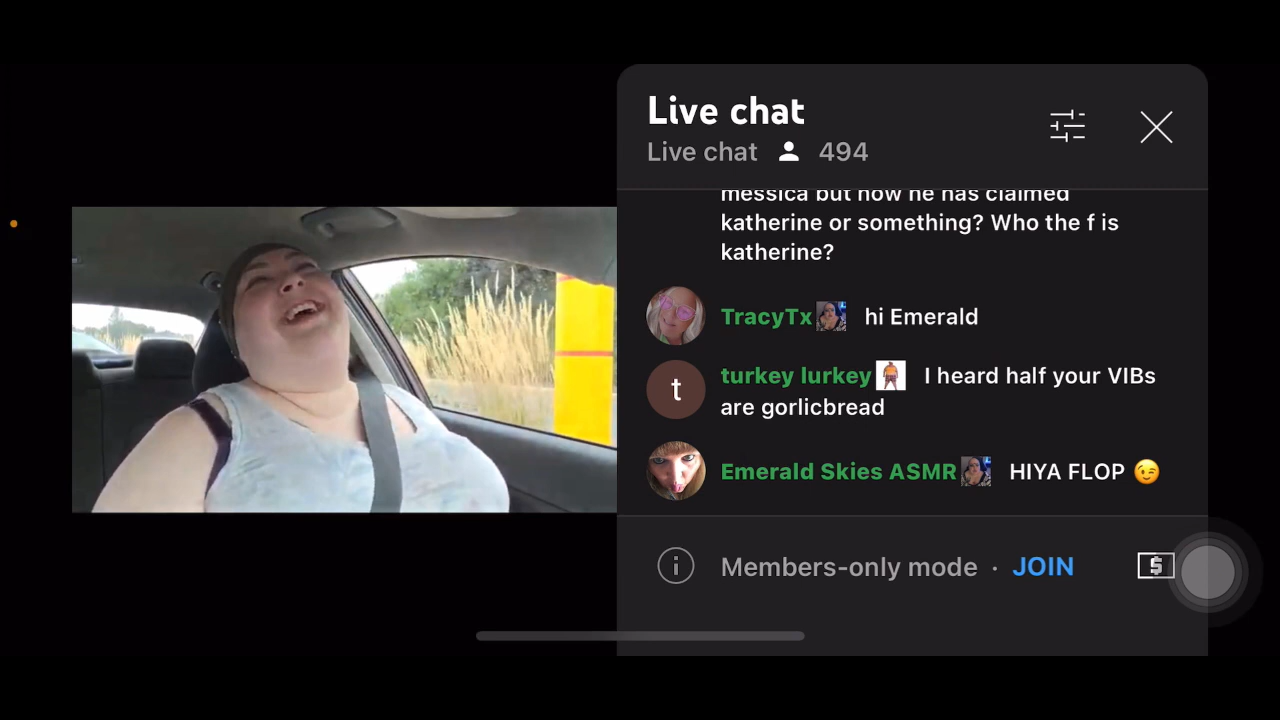 Live chat
Live chat 494
messica but now he has claimed
katherine or something? Who the f is
katherine?
TracyTx hi Emerald
t
turkey lurkey I heard half your VIBs
are gorlicbread
Emerald Skies ASMR HIYA FLOP 😉
Members-only mode · JOIN
$